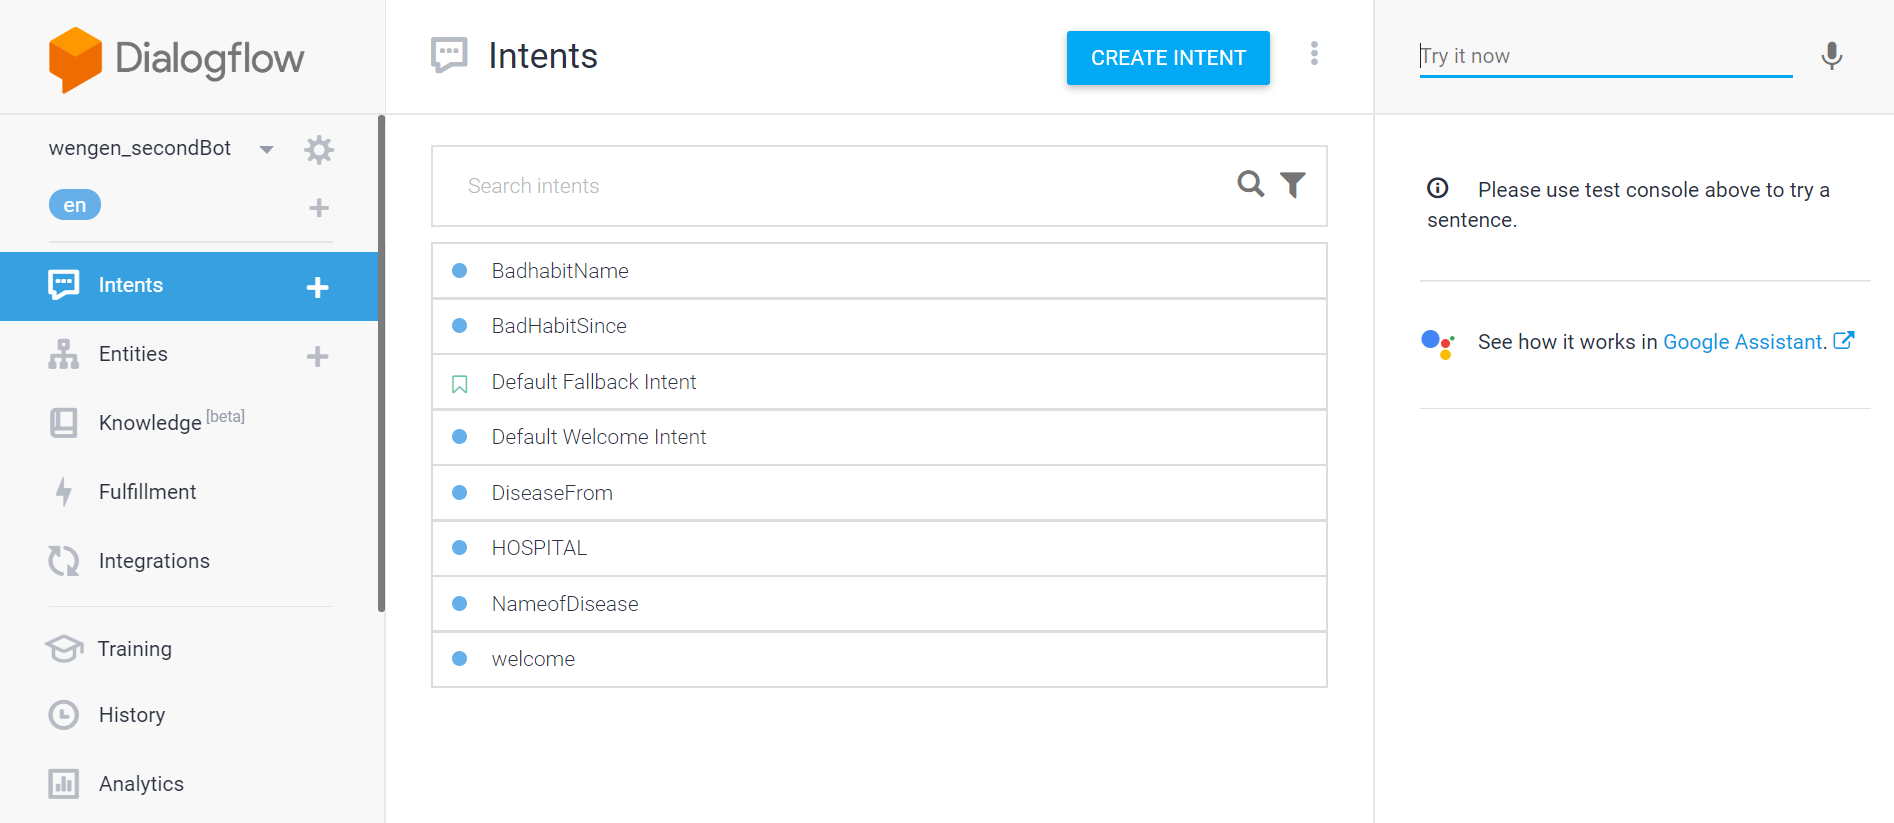 Dialogflow
wengen_secondBot
en
Intents
Entities
Knowledge [beta]
Fulfillment
Integrations
Training
History
Analytics
Intents
CREATE INTENT
Search intents
BadhabitName
BadHabitSince
Default Fallback Intent
Default Welcome Intent
DiseaseFrom
HOSPITAL
NameofDisease
welcome
Try it now
Please use test console above to try a
sentence.
See how it works in Google Assistant.